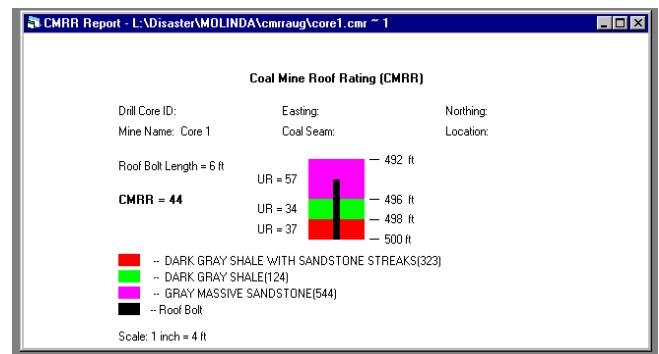 CMRR Report - L:\Disaster\MOLINDA\cmrraug\core1.cmr ~ 1
Coal Mine Roof Rating (CMRR)
Drill Core ID: Easting: Northing:
Mine Name: Core 1 Coal Seam: Location:
Roof Bolt Length = 6 ft
CMRR = 44
492 ft
UR = 57
496 ft
UR = 34
498 ft
UR = 37
500 ft
-- DARK GRAY SHALE WITH SANDSTONE STREAKS(323)
-- DARK GRAY SHALE(124)
-- GRAY MASSIVE SANDSTONE(544)
-- Roof Bolt
Scale: 1 inch = 4 ft